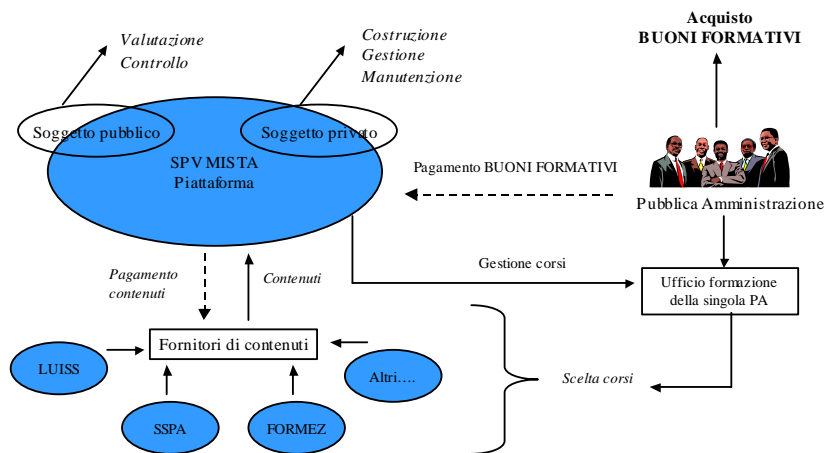 Valutazione
Controllo
Costruzione
Gestione
Manutenzione
Acquisto
BUONI FORMATIVI
Soggetto pubblico
Soggetto privato
SPV MISTA
Piattaforma
Pagamento BUONI FORMATIVI
Pubblica Amministrazione
Pagamento
contenuti
Contenuti
Gestione corsi
Ufficio formazione
della singola PA
Fornitori di contenuti
LUISS
Altri….
Scelta corsi
SSPA
FORMEZ